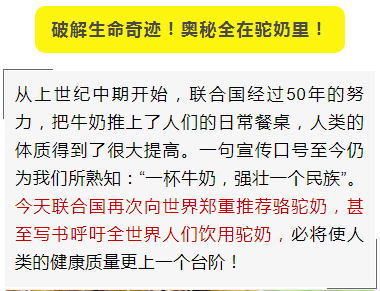 破解生命奇迹！奥秘全在驼奶里！
从上世纪中期开始，联合国经过50年的努
力，把牛奶推上了人们的日常餐桌，人类的
体质得到了很大提高。一句宣传口号至今仍
为我们所熟知：“一杯牛奶，强壮一个民族”。
今天联合国再次向世界郑重推荐骆驼奶，甚
至写书呼吁全世界人们饮用驼奶，必将使人
类的健康质量更上一个台阶！